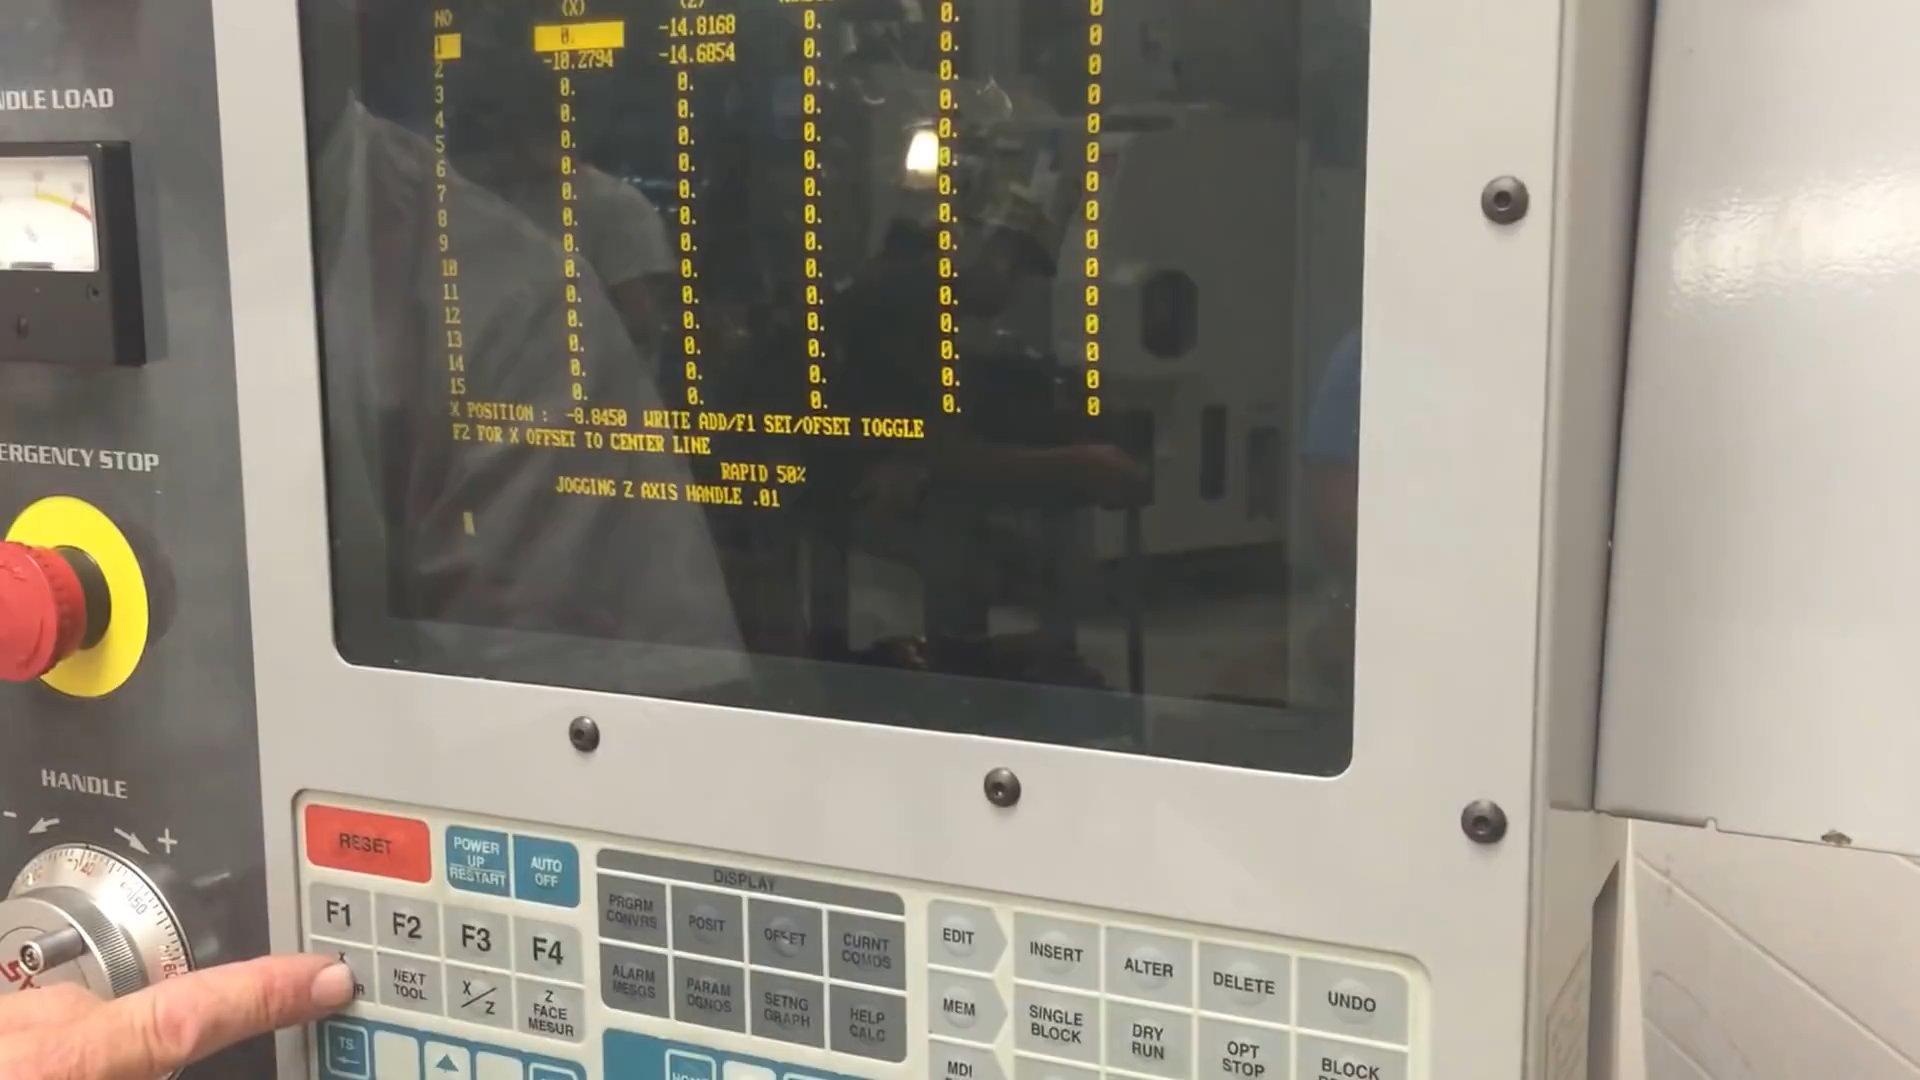 NO (X) (Z)
1 0. -14.8168 0. 0. 0
2 -10.2794 -14.6854 0. 0. 0
3 0. 0. 0. 0. 0
4 0. 0. 0. 0. 0
5 0. 0. 0. 0. 0
6 0. 0. 0. 0. 0
7 0. 0. 0. 0. 0
8 0. 0. 0. 0. 0
9 0. 0. 0. 0. 0
10 0. 0. 0. 0. 0
11 0. 0. 0. 0. 0
12 0. 0. 0. 0. 0
13 0. 0. 0. 0. 0
14 0. 0. 0. 0. 0
15 0. 0. 0. 0. 0
X POSITION : -8.8450 WRITE ADD/F1 SET/OFSET TOGGLE
F2 FOR X OFFSET TO CENTER LINE
RAPID 50%
JOGGING Z AXIS HANDLE .01
LOAD
STOP
HANDLE
- +
RESET
POWER
UP
RESTART
AUTO
OFF
F1
F2
F3
F4
X
NEXT
TOOL
X/Z
Z
FACE
MESUR
TS
DISPLAY
PRGRM
CONVRS
POSIT
OFSET
CURNT
COMDS
ALARM
MESGS
PARAM
DGNOS
SETNG
GRAPH
HELP
CALC
EDIT
INSERT
ALTER
DELETE
UNDO
MEM
SINGLE
BLOCK
DRY
RUN
OPT
STOP
BLOCK
MDI
HOME